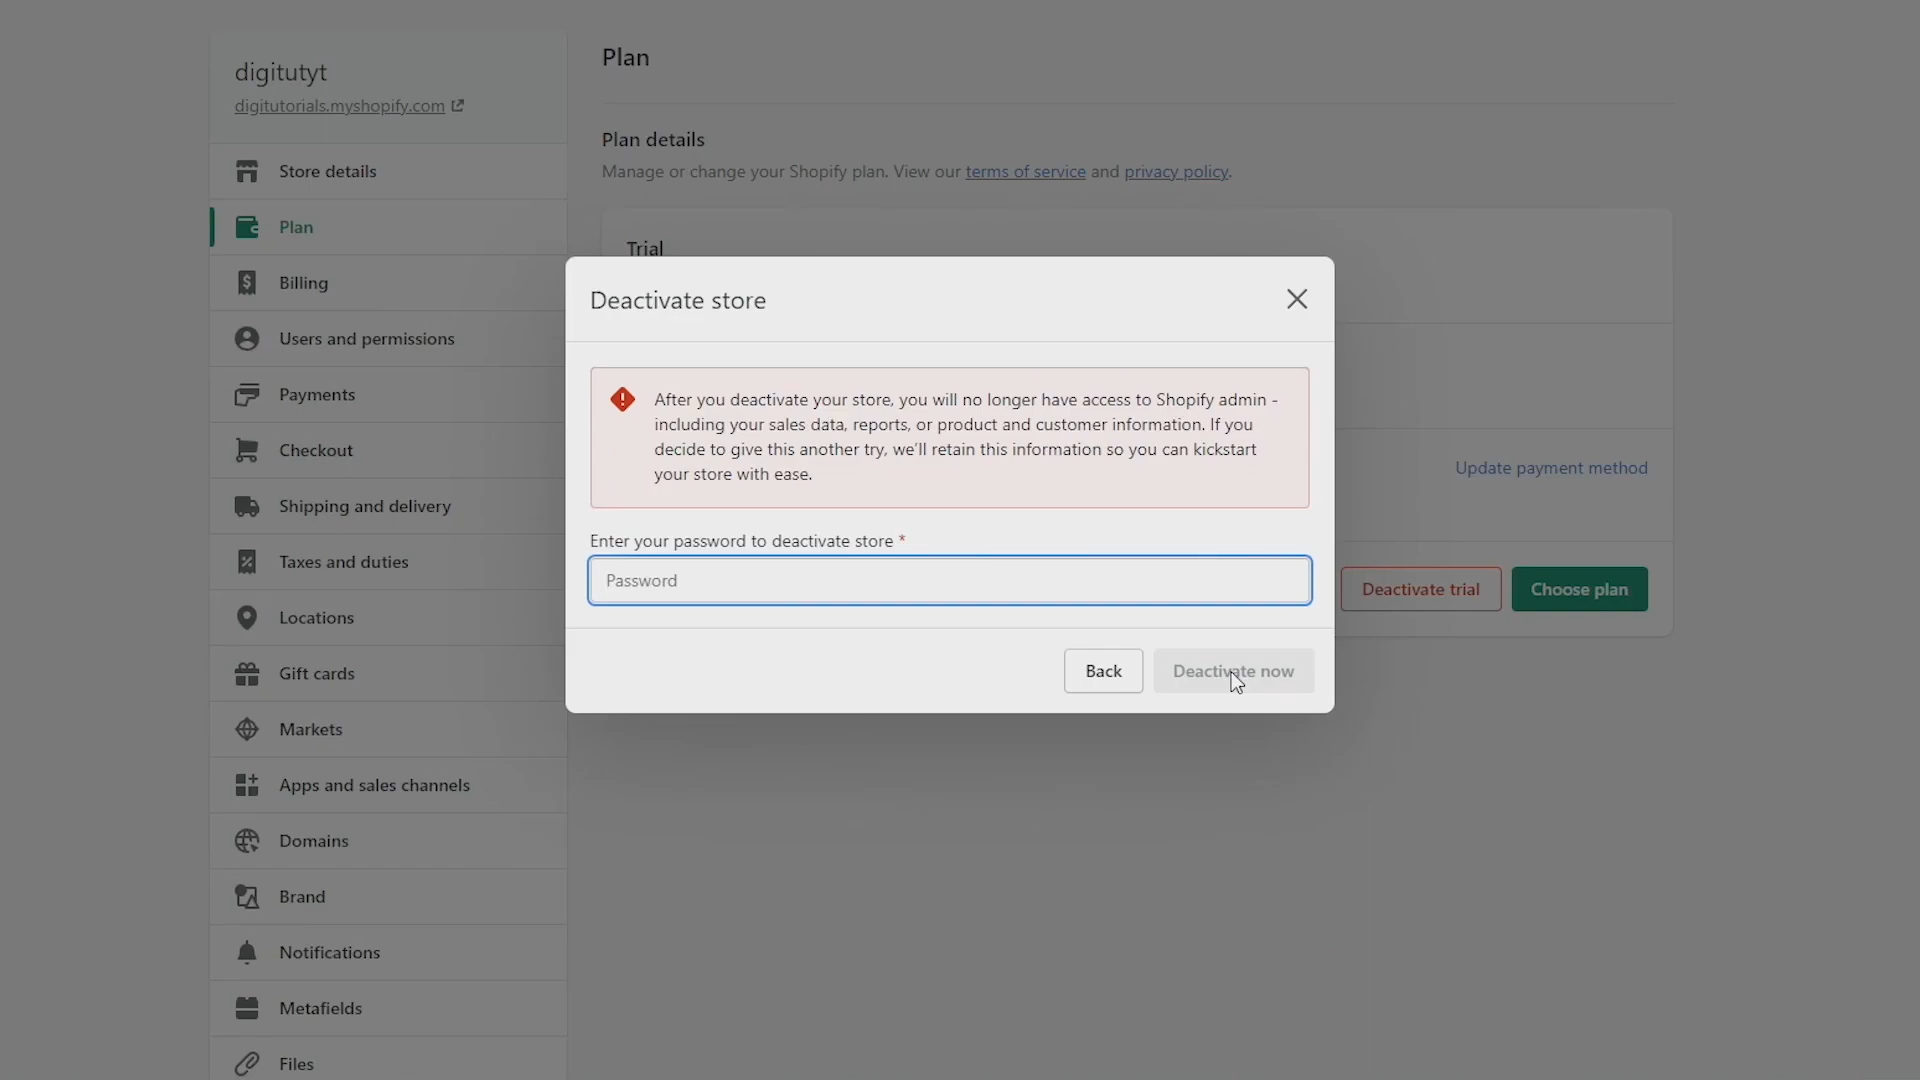 digitutyt
digitutorials.myshopify.com
Store details
Plan
Billing
Users and permissions
Payments
Checkout
Shipping and delivery
Taxes and duties
Locations
Gift cards
Markets
Apps and sales channels
Domains
Brand
Notifications
Metafields
Files
Plan
Plan details
Manage or change your Shopify plan. View our terms of service and privacy policy.
Trial
Update payment method
Deactivate trial
Choose plan
Deactivate store
After you deactivate your store, you will no longer have access to Shopify admin -
including your sales data, reports, or product and customer information. If you
decide to give this another try, we'll retain this information so you can kickstart
your store with ease.
Enter your password to deactivate store *
Password
Back
Deactivate now